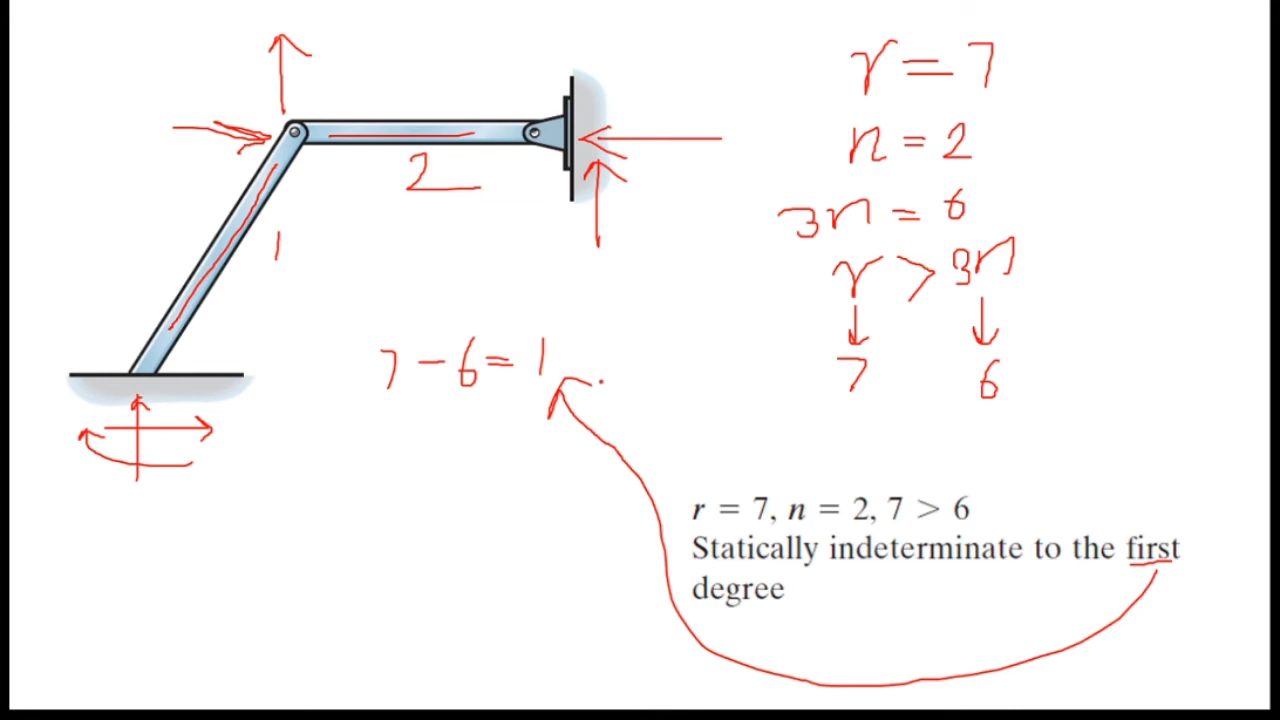 r = 7
n = 2
3n = 6
r > 3n
7 6
2
1
7 - 6 = 1
r = 7, n = 2, 7 > 6
Statically indeterminate to the first
degree